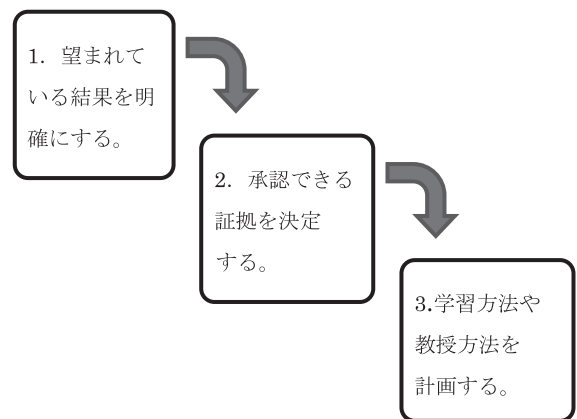 1. 望まれて
いる結果を明
確にする。
2. 承認できる
証拠を決定
する。
3.学習方法や
教授方法を
計画する。